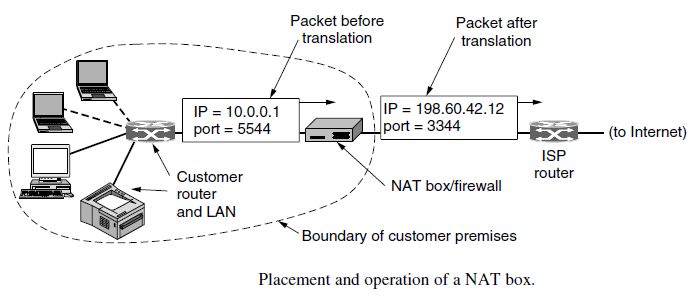 Packet before
translation
Packet after
translation
IP = 10.0.0.1
port = 5544
IP = 198.60.42.12
port = 3344
(to Internet)
ISP
router
Customer
router
and LAN
NAT box/firewall
Boundary of customer premises
Placement and operation of a NAT box.